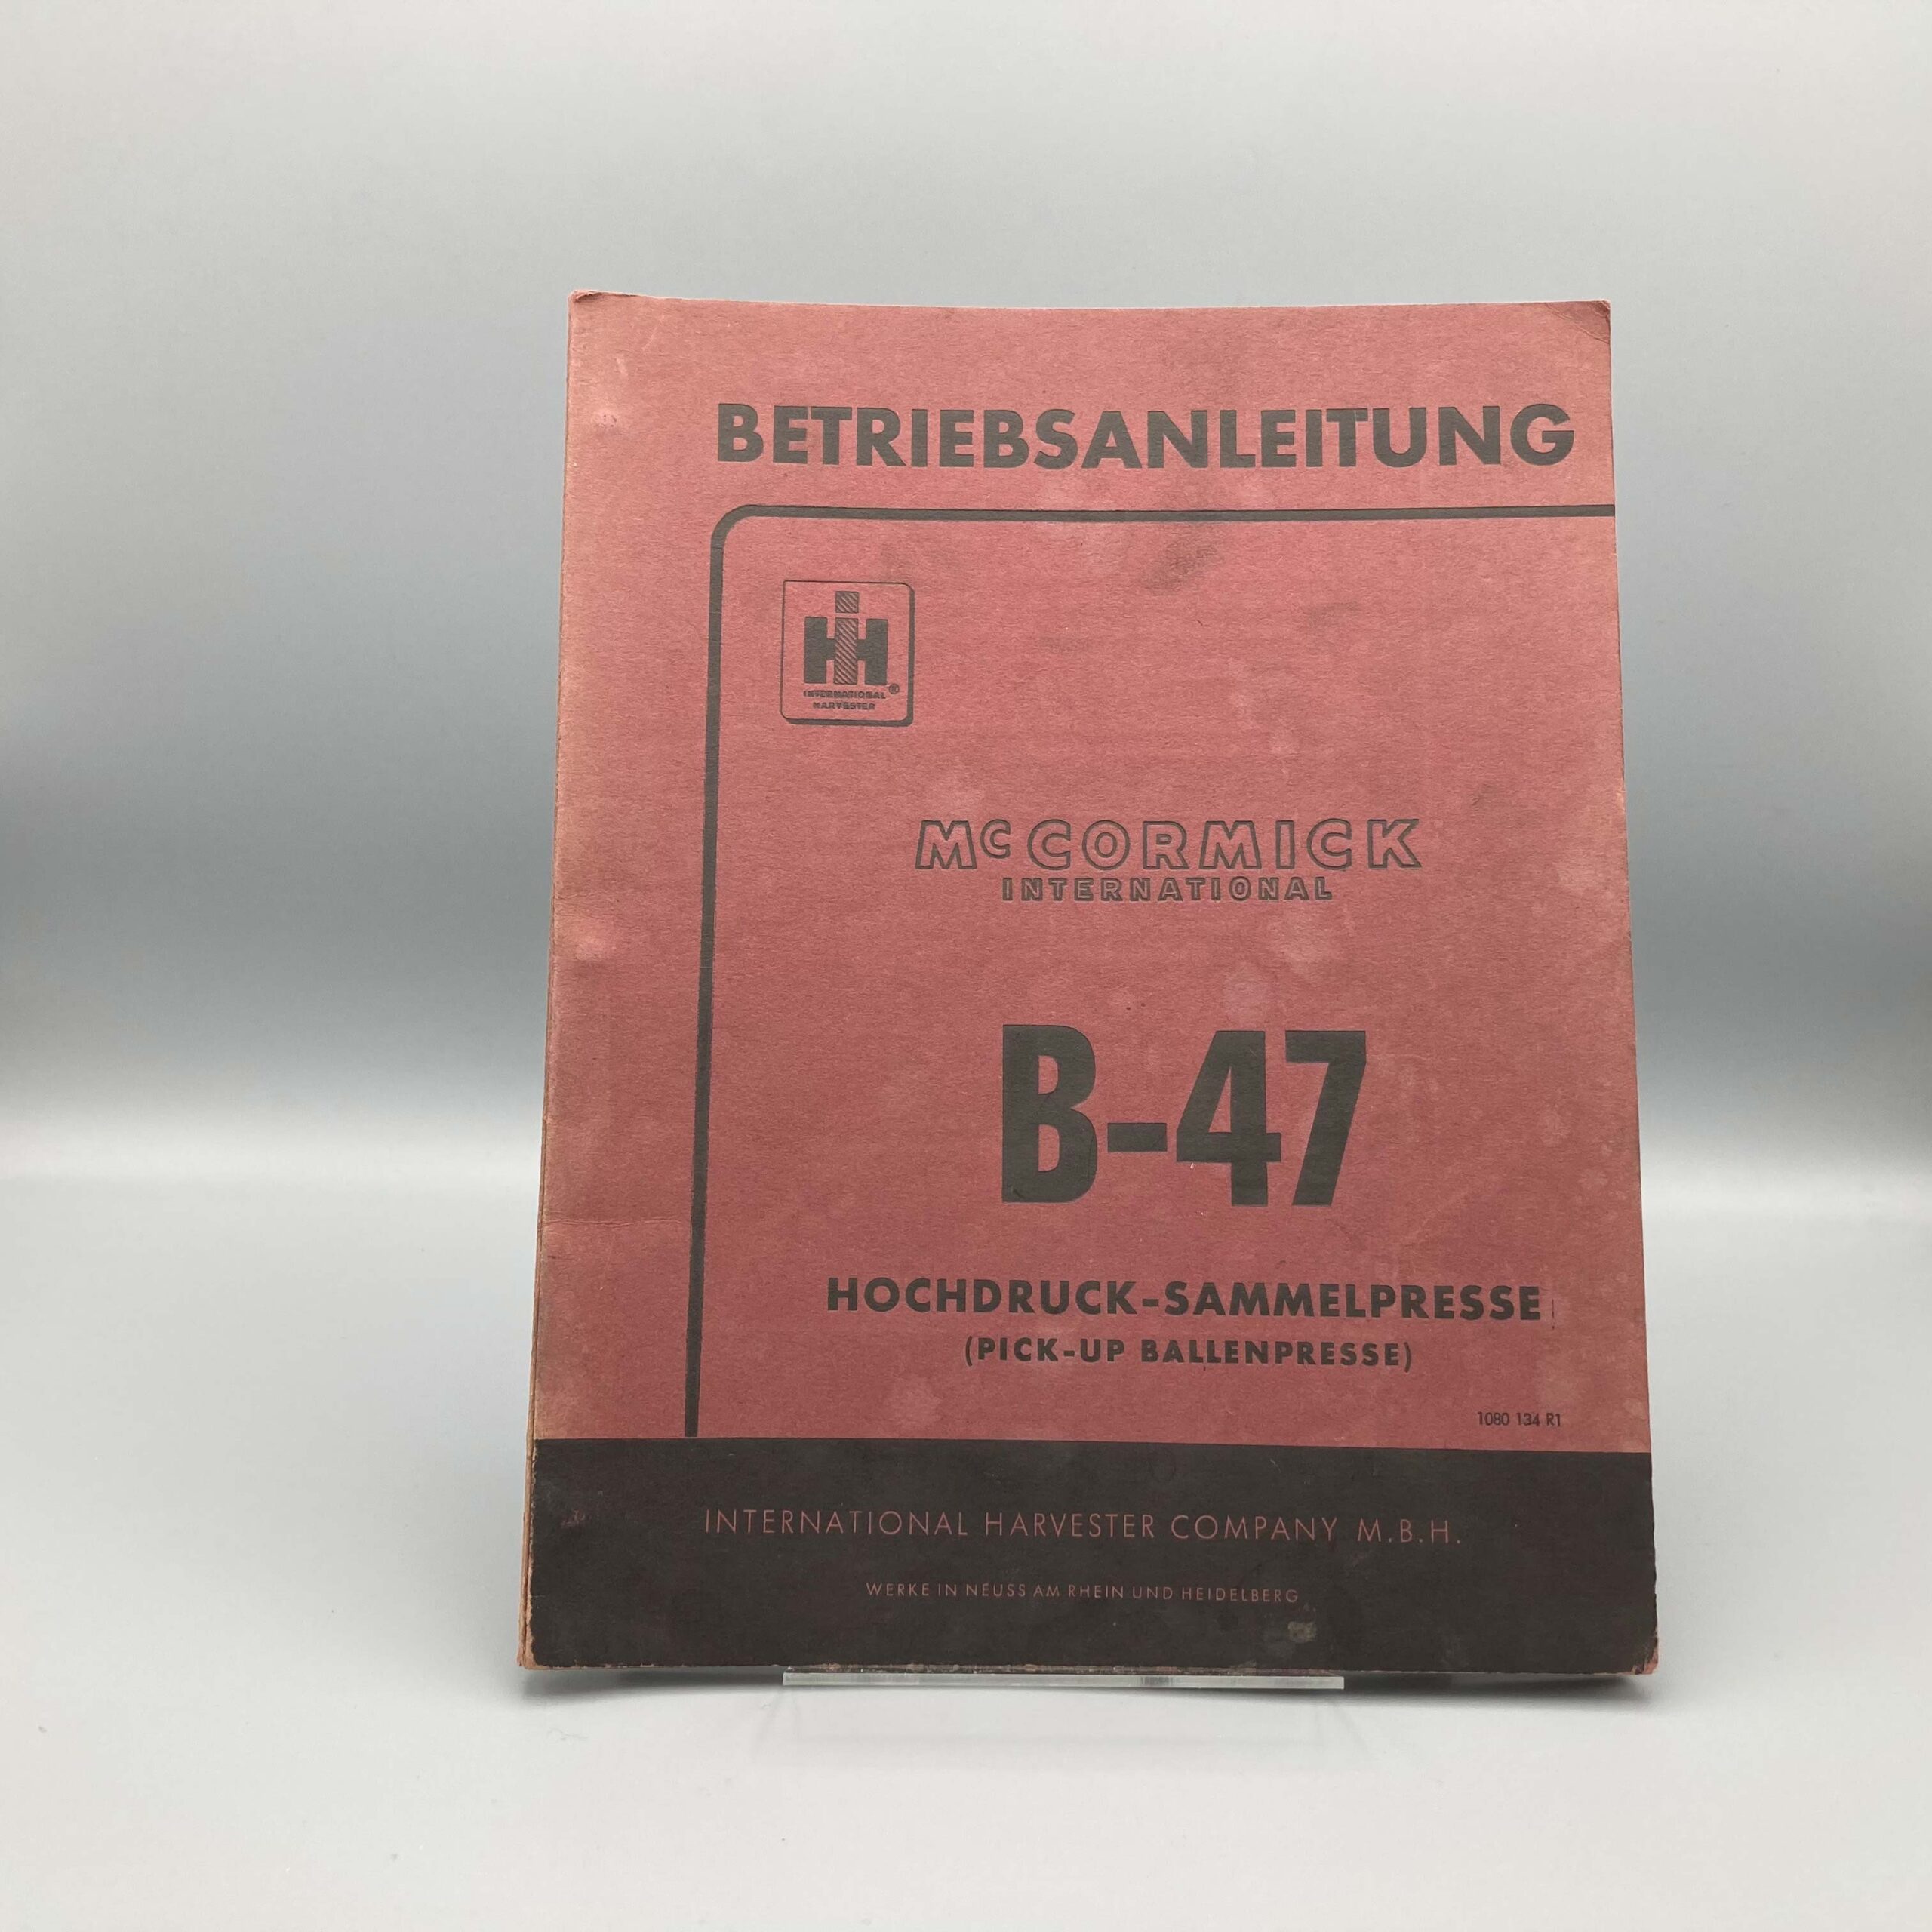 BETRIEBSANLEITUNG
IH
INTERNATIONAL ®
HARVESTER
MCCORMICK
INTERNATIONAL
B-47
HOCHDRUCK-SAMMELPRESSE
(PICK-UP BALLENPRESSE)
1080 134 R1
INTERNATIONAL HARVESTER COMPANY M.B.H.
WERKE IN NEUSS AM RHEIN UND HEIDELBERG